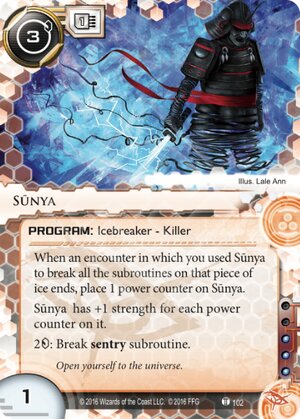 3
1
Illus. Lale Ann
SŪNYA
PROGRAM: Icebreaker - Killer
When an encounter in which you used Sūnya
to break all the subroutines on that piece of
ice ends, place 1 power counter on Sūnya.
Sūnya has +1 strength for each power
counter on it.
2: Break sentry subroutine.
Open yourself to the universe.
1
© 2016 Wizards of the Coast LLC. © 2016 FFG
102